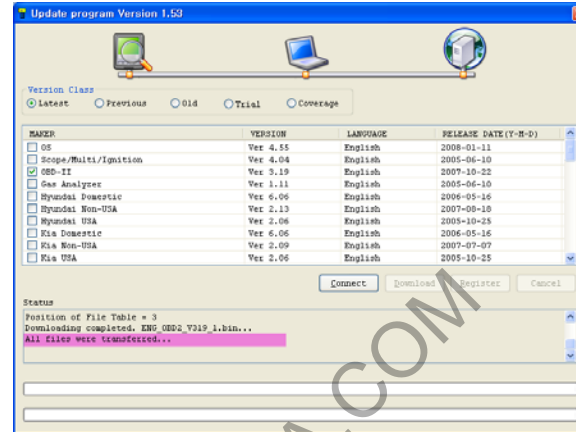 Update program Version 1.53
Version Class
Latest Previous Old Trial Coverage
MAKER VERSION LANGUAGE RELEASE DATE(Y-M-D)
OS Ver 4.55 English 2008-01-11
Scope/Multi/Ignition Ver 4.04 English 2005-06-10
OBD-II Ver 3.19 English 2007-10-22
Gas Analyzer Ver 1.11 English 2005-06-10
Hyundai Domestic Ver 6.06 English 2006-05-16
Hyundai Non-USA Ver 2.13 English 2007-08-18
Hyundai USA Ver 2.06 English 2005-10-25
Kia Domestic Ver 6.06 English 2006-05-16
Kia Non-USA Ver 2.09 English 2007-07-07
Kia USA Ver 2.06 English 2005-10-25
Connect Download Register Cancel
Status
Position of File Table = 3
Downloading completed. ENG_OBD2_V319_1.bin...
All files were transferred...
.COM